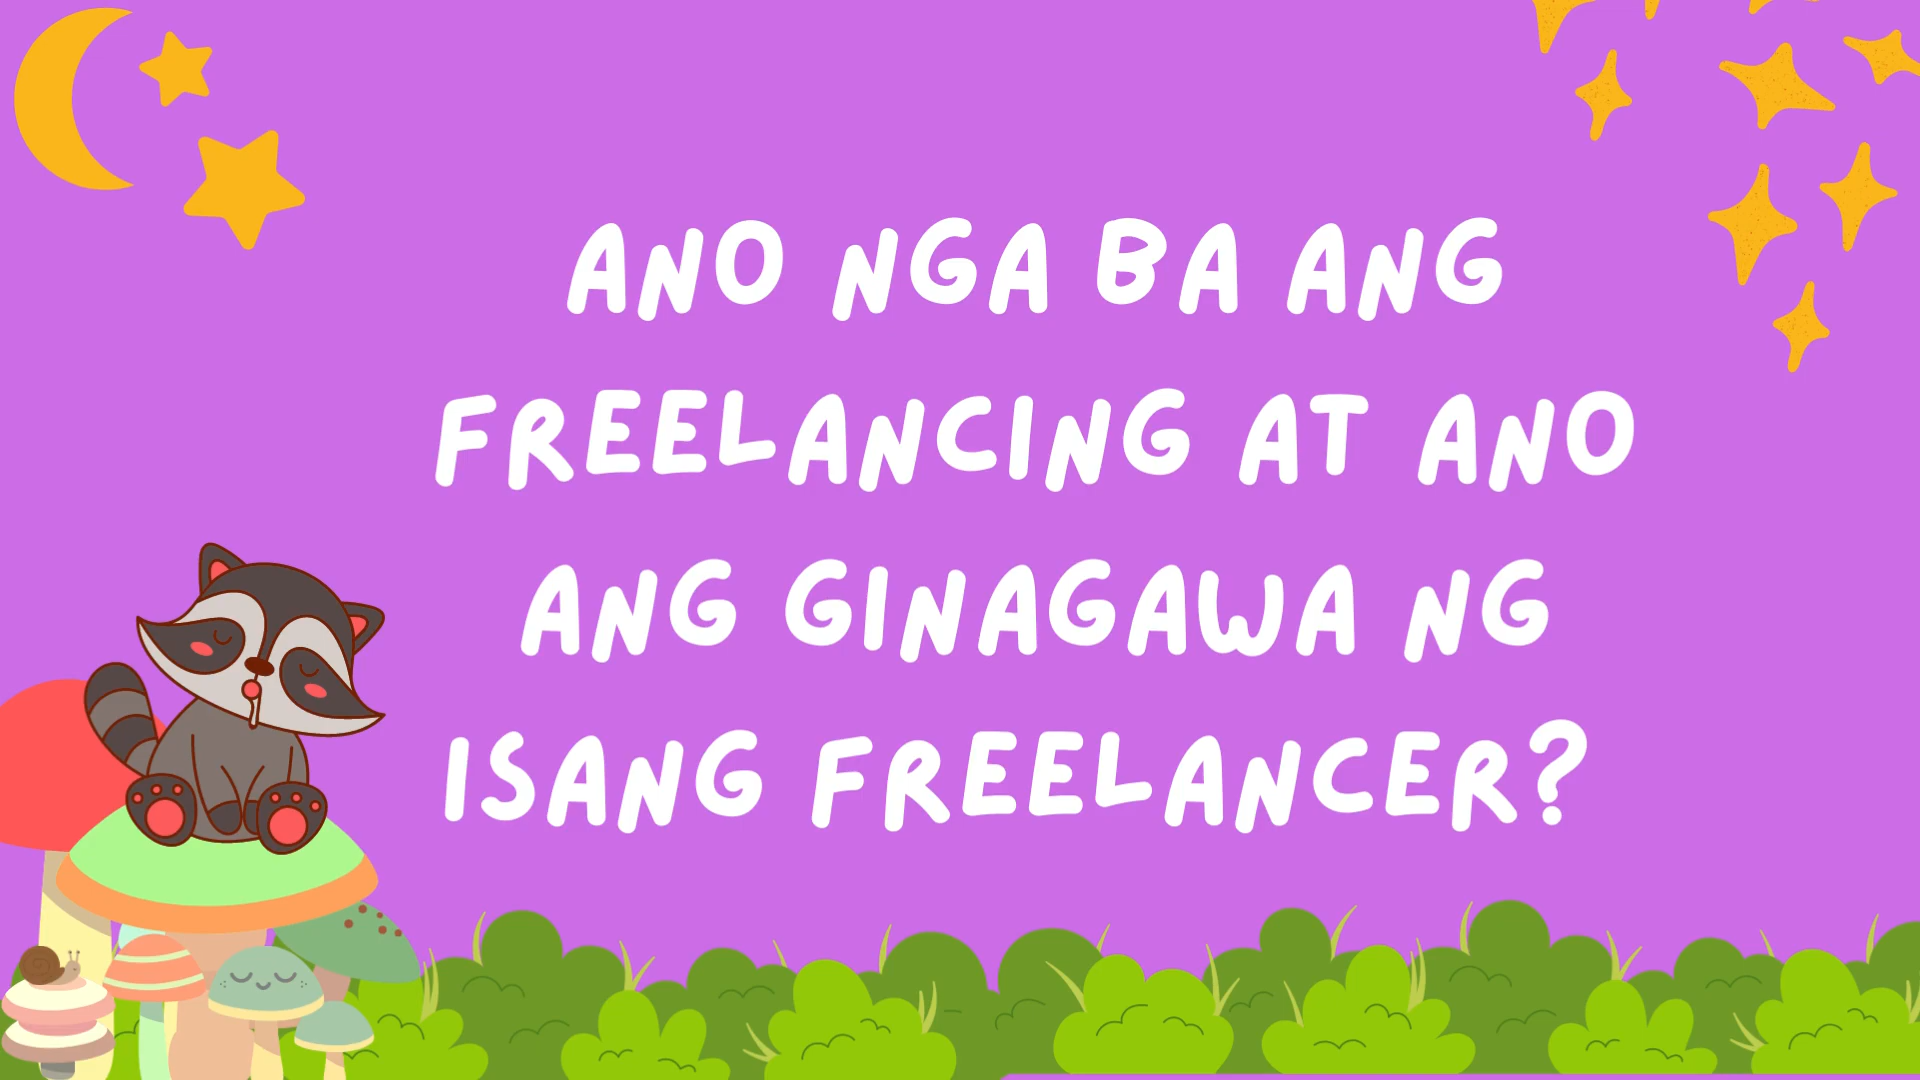 ANO NGA BA ANG
FREELANCING AT ANO
ANG GINAGAWA NG
ISANG FREELANCER?